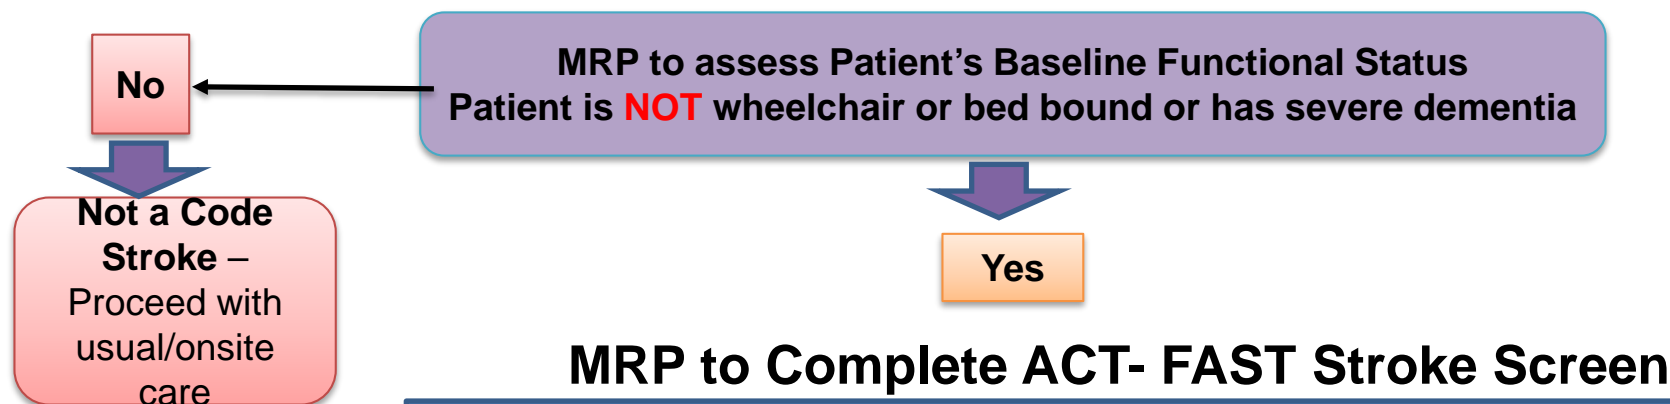 MRP to assess Patient's Baseline Functional Status
Patient is NOT wheelchair or bed bound or has severe dementia
No
Not a Code
Stroke –
Proceed with
usual/onsite
care
Yes
MRP to Complete ACT- FAST Stroke Screen